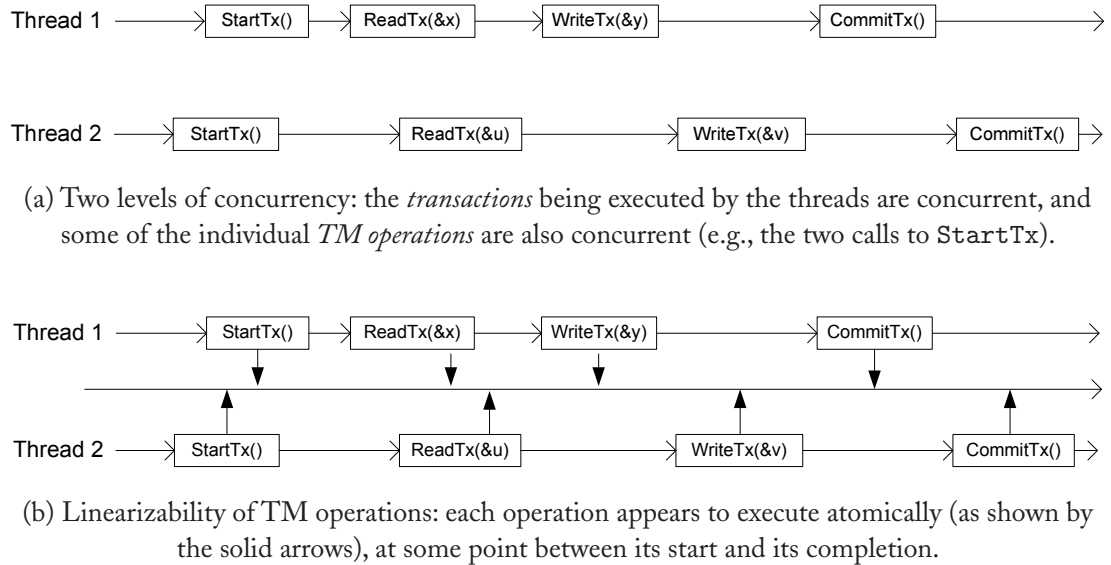 Thread 1 StartTx() ReadTx(&x) WriteTx(&y) CommitTx()
Thread 2 StartTx() ReadTx(&u) WriteTx(&v) CommitTx()
(a) Two levels of concurrency: the transactions being executed by the threads are concurrent, and
some of the individual TM operations are also concurrent (e.g., the two calls to StartTx).
Thread 1 StartTx() ReadTx(&x) WriteTx(&y) CommitTx()
Thread 2 StartTx() ReadTx(&u) WriteTx(&v) CommitTx()
(b) Linearizability of TM operations: each operation appears to execute atomically (as shown by
the solid arrows), at some point between its start and its completion.